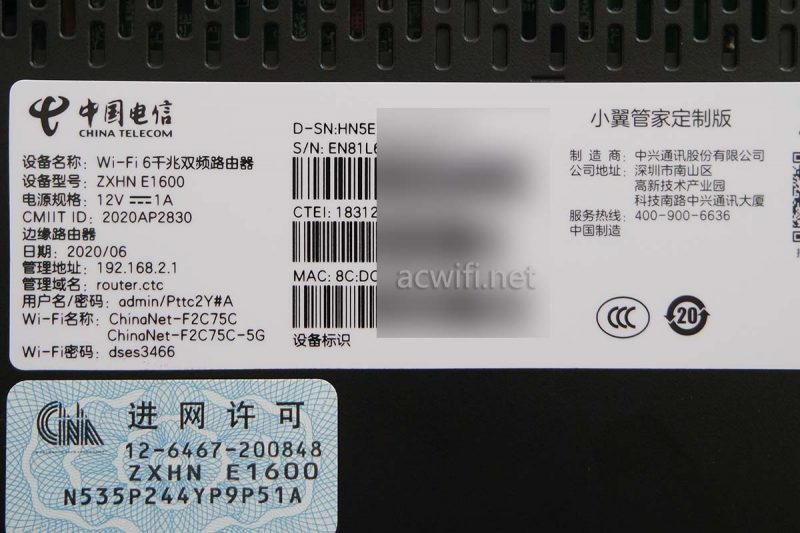 中国电信
CHINA TELECOM
设备名称: Wi-Fi 6千兆双频路由器
设备型号: ZXHN E1600
电源规格: 12V 1A
CMIIT ID: 2020AP2830
边缘路由器
日期: 2020/06
管理地址: 192.168.2.1
管理域名: router.ctc
用户名/密码: admin/Pttc2Y#A
Wi-Fi名称: ChinaNet-F2C75C
ChinaNet-F2C75C-5G
Wi-Fi密码: dses3466
D-SN:HN5E
S/N: EN81L6
CTEI: 18312
MAC: 8C:DC
设备标识
acwifi.net
小翼管家定制版
制 造 商: 中兴通讯股份有限公司
公司地址: 深圳市南山区
高新技术产业园
科技南路中兴通讯大厦
服务热线: 400-900-6636
中国制造
CCC
20
进网许可
12-6467-200848
ZXHN E1600
N535P244YP9P51A